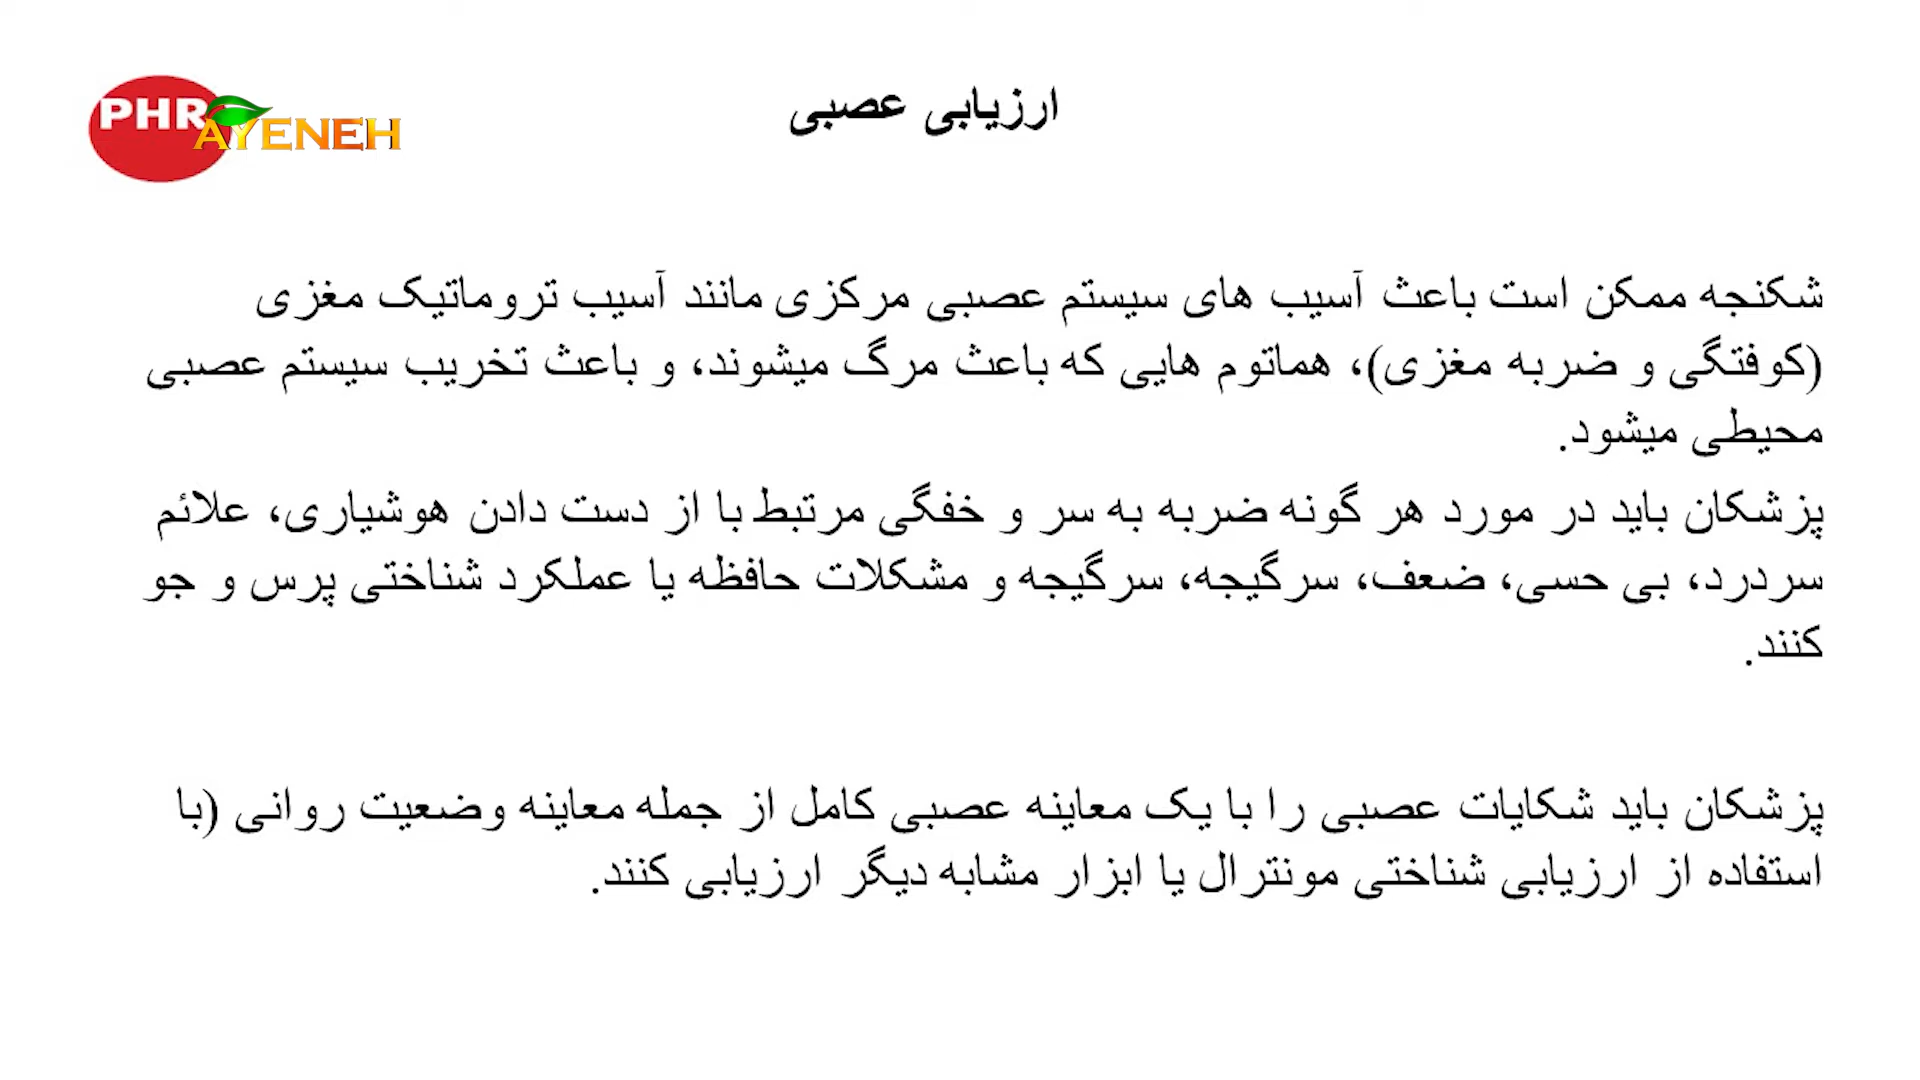 PHR
AYENEH
ارزیابی عصبی
شکنجه ممکن است باعث آسیب های سیستم عصبی مرکزی مانند آسیب تروماتیک مغزی
(کوفتگی و ضربه مغزی)، هماتوم هایی که باعث مرگ میشوند، و باعث تخریب سیستم عصبی
محیطی میشود.
پزشکان باید در مورد هر گونه ضربه به سر و خفگی مرتبط با از دست دادن هوشیاری، علائم
سردرد، بی حسی، ضعف، سرگیجه، سرگیجه و مشکلات حافظه یا عملکرد شناختی پرس و جو
کنند.
پزشکان باید شکایات عصبی را با یک معاینه عصبی کامل از جمله معاینه وضعیت روانی (با
استفاده از ارزیابی شناختی مونترال یا ابزار مشابه دیگر ارزیابی کنند.